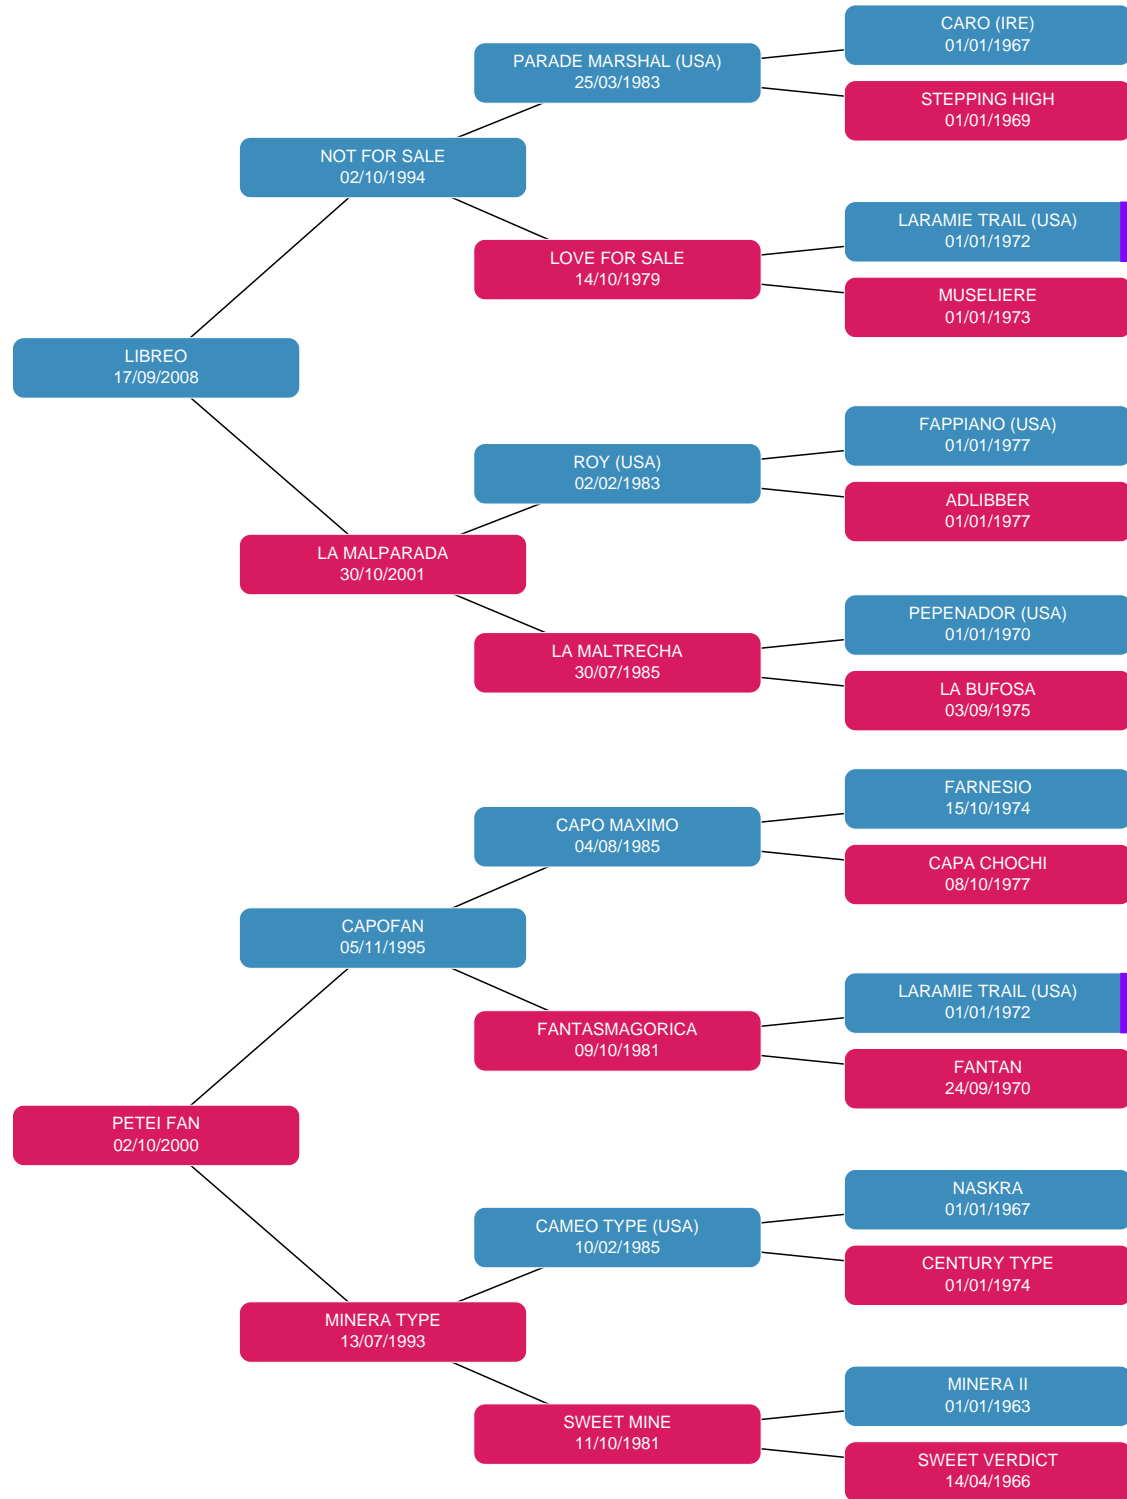 CARO (IRE)
01/01/1967
PARADE MARSHAL (USA)
25/03/1983
STEPPING HIGH
01/01/1969
NOT FOR SALE
02/10/1994
LARAMIE TRAIL (USA)
01/01/1972
LOVE FOR SALE
14/10/1979
MUSELIERE
01/01/1973
LIBREO
17/09/2008
FAPPIANO (USA)
01/01/1977
ROY (USA)
02/02/1983
ADLIBBER
01/01/1977
LA MALPARADA
30/10/2001
PEPENADOR (USA)
01/01/1970
LA MALTRECHA
30/07/1985
LA BUFOSA
03/09/1975
FARNESIO
15/10/1974
CAPO MAXIMO
04/08/1985
CAPA CHOCHI
08/10/1977
CAPOFAN
05/11/1995
LARAMIE TRAIL (USA)
01/01/1972
FANTASMAGORICA
09/10/1981
FANTAN
24/09/1970
PETEI FAN
02/10/2000
NASKRA
01/01/1967
CAMEO TYPE (USA)
10/02/1985
CENTURY TYPE
01/01/1974
MINERA TYPE
13/07/1993
MINERA II
01/01/1963
SWEET MINE
11/10/1981
SWEET VERDICT
14/04/1966